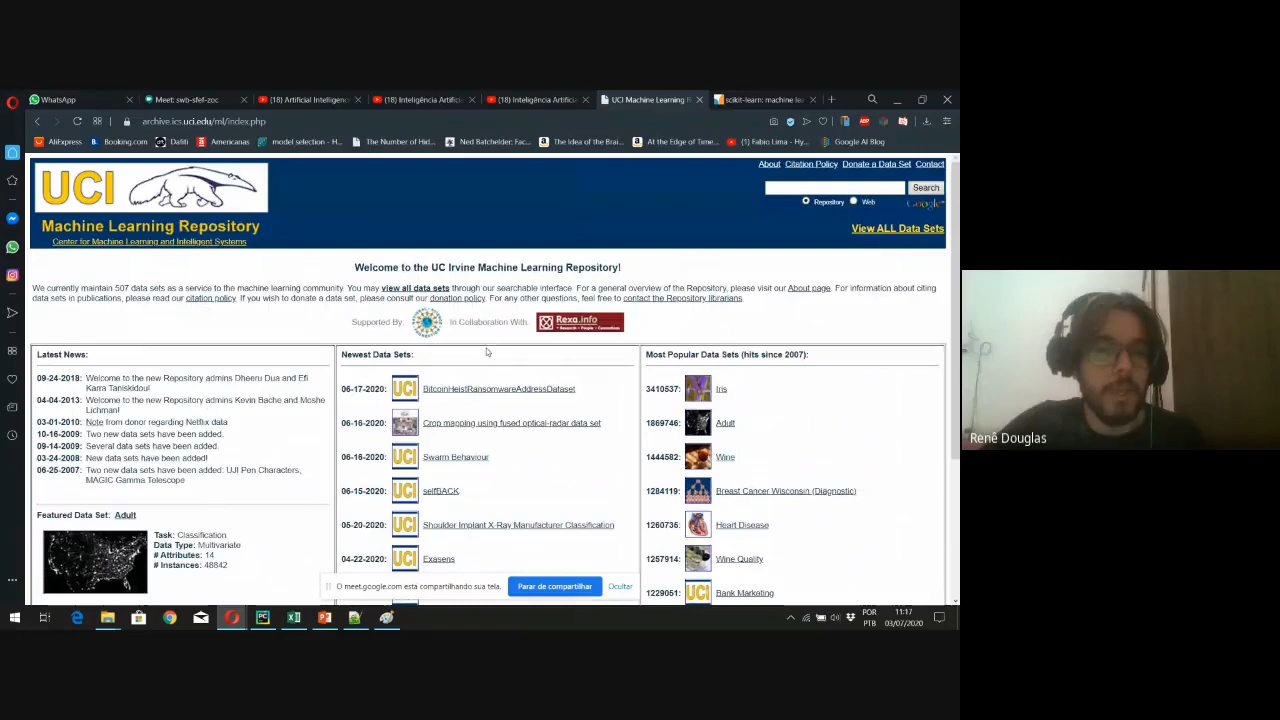 WhatsApp
Meet: swb-sfef-zoc
(18) Artificial Intelligenc
(18) Inteligência Artificia
(18) Inteligência Artificia
UCI Machine Learning R
scikit-learn: machine lea
archive.ics.uci.edu/ml/index.php
AliExpress
Booking.com
Dafiti
Americanas
model selection - H...
The Number of Hid...
Ned Batchelder: Fac...
The Idea of the Brai...
At the Edge of Time...
(1) Fabio Lima - Hy...
Google AI Blog
UCI
About Citation Policy Donate a Data Set Contact
Search
Repository Web
Google
Machine Learning Repository
Center for Machine Learning and Intelligent Systems
View ALL Data Sets
Welcome to the UC Irvine Machine Learning Repository!
We currently maintain 507 data sets as a service to the machine learning community. You may view all data sets through our searchable interface. For a general overview of the Repository, please visit our About page. For information about citing
data sets in publications, please read our citation policy. If you wish to donate a data set, please consult our donation policy. For any other questions, feel free to contact the Repository librarians.
Supported By:
In Collaboration With:
Rexa.info
Latest News:
09-24-2018: Welcome to the new Repository admins Dheeru Dua and Efi
Karra Taniskidou!
04-04-2013: Welcome to the new Repository admins Kevin Bache and Moshe
Lichman!
03-01-2010: Note from donor regarding Netflix data
10-16-2009: Two new data sets have been added.
09-14-2009: Several data sets have been added.
03-24-2008: New data sets have been added!
06-25-2007: Two new data sets have been added: UJI Pen Characters,
MAGIC Gamma Telescope
Featured Data Set: Adult
Task: Classification
Data Type: Multivariate
# Attributes: 14
# Instances: 48842
Newest Data Sets:
06-17-2020: UCI BitcoinHeistRansomwareAddressDataset
06-16-2020: Crop mapping using fused optical-radar data set
06-16-2020: UCI Swarm Behaviour
06-15-2020: UCI selfBACK
05-20-2020: UCI Shoulder Implant X-Ray Manufacturer Classification
04-22-2020: UCI Exasens
Most Popular Data Sets (hits since 2007):
3410537: Iris
1869746: Adult
1444582: Wine
1284119: Breast Cancer Wisconsin (Diagnostic)
1260735: Heart Disease
1257914: Wine Quality
1229051: UCI Bank Marketing
O meet.google.com está compartilhando sua tela.
Parar de compartilhar
Ocultar
POR
PTB
11:17
03/07/2020
Renê Douglas